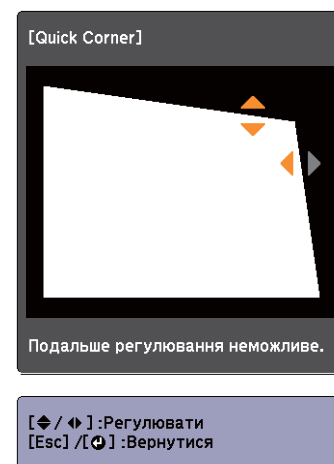 [Quick Corner]
Подальше регулювання неможливе.
[◆/◆] :Регулювати
[Esc] /[⏎] :Вернутися